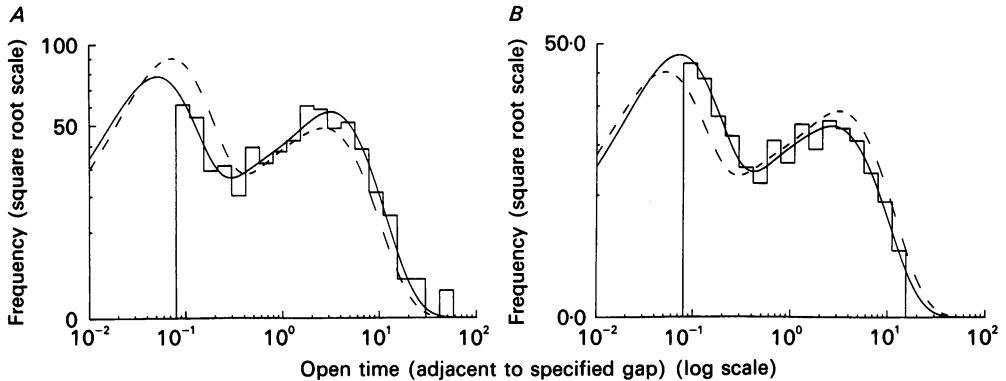 A
B
Frequency (square root scale)
100
50
0
10⁻² 10⁻¹ 10⁰ 10¹ 10²
Frequency (square root scale)
50·0
0·0
10⁻² 10⁻¹ 10⁰ 10¹ 10²
Open time (adjacent to specified gap) (log scale)